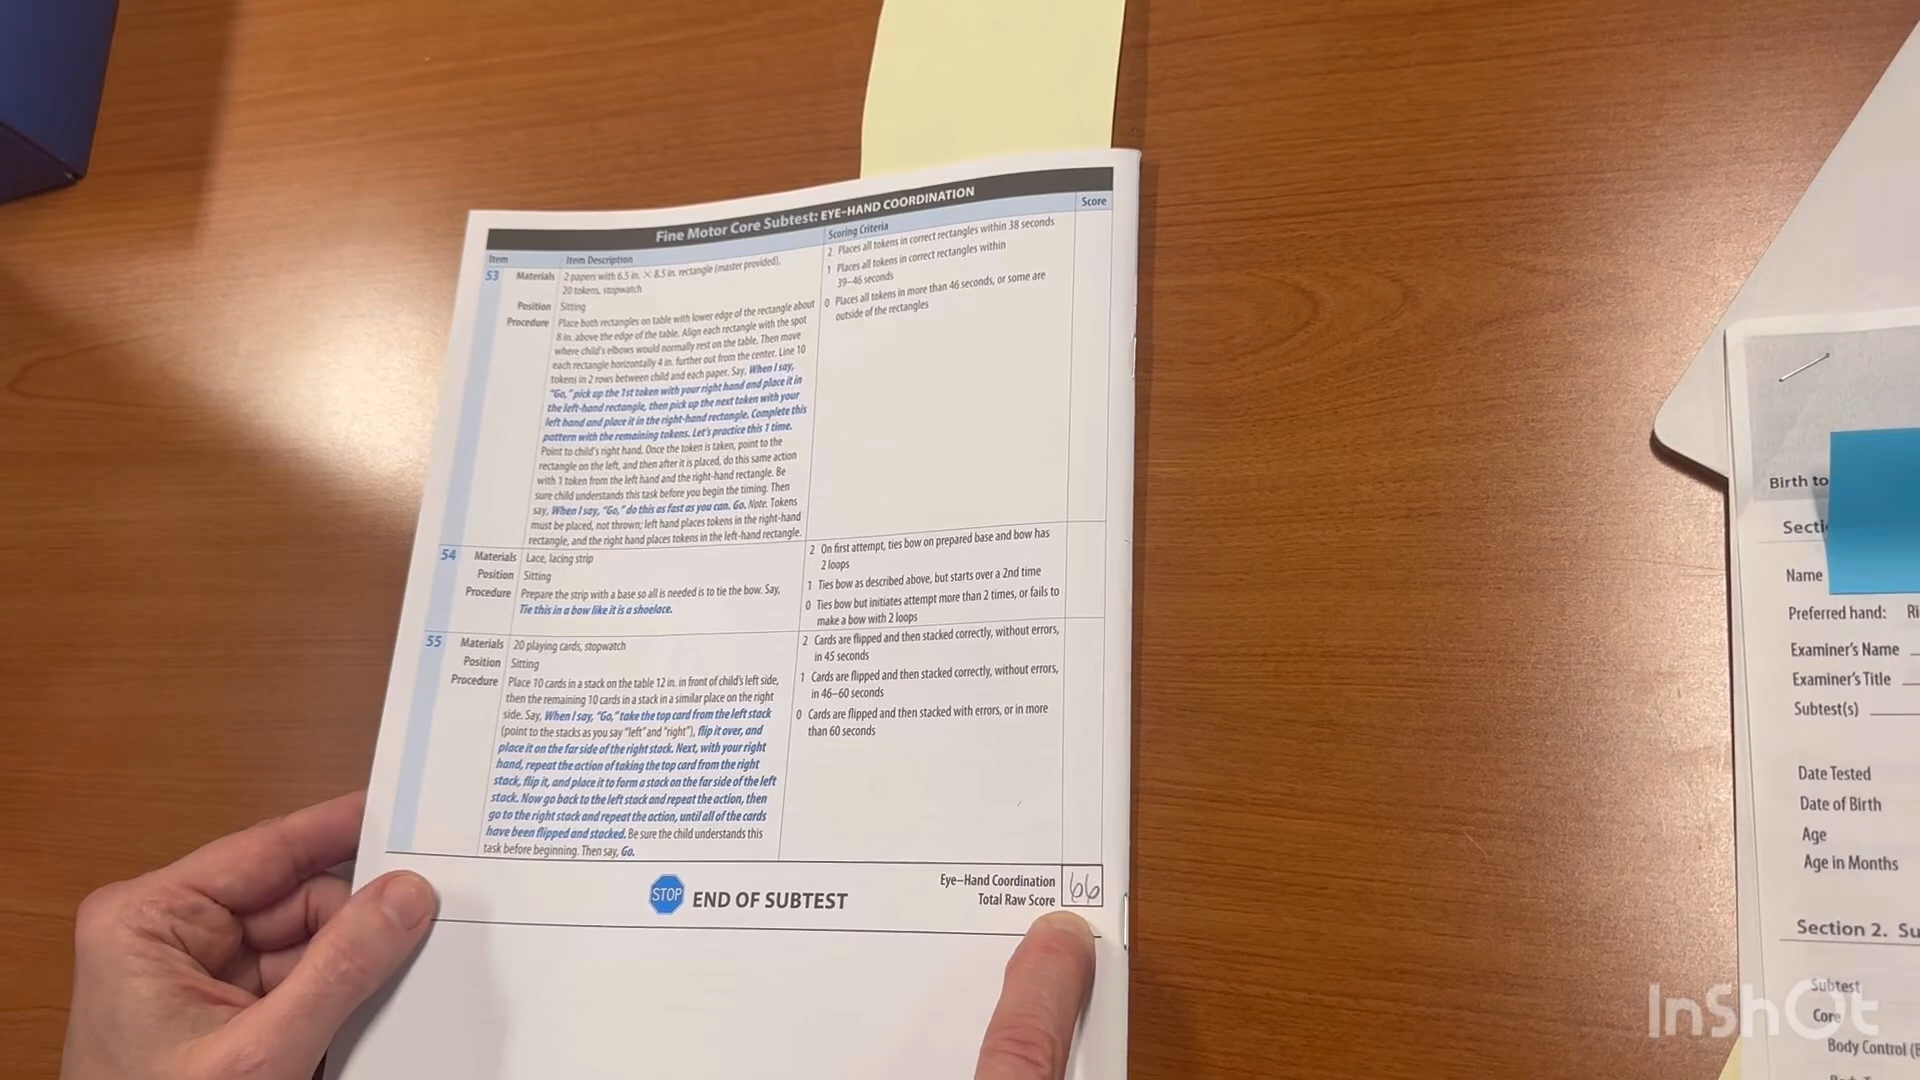 Fine Motor Core Subtest: EYE–HAND COORDINATION
Item
Item Description
Scoring Criteria
Score
53
Materials
2 papers with 6.5 in. × 8.5 in. rectangle (master provided),
20 tokens, stopwatch
Position
Sitting
Procedure
Place both rectangles on table with lower edge of the rectangle about
8 in. above the edge of the table. Align each rectangle with the spot
where child's elbows would normally rest on the table. Then move
each rectangle horizontally 4 in. further out from the center. Line 10
tokens in 2 rows between child and each paper. Say, When I say,
"Go," pick up the 1st token with your right hand and place it in
the left-hand rectangle, then pick up the next token with your
left hand and place it in the right-hand rectangle. Complete this
pattern with the remaining tokens. Let's practice this 1 time.
Point to child's right hand. Once the token is taken, point to the
rectangle on the left, and then after it is placed, do this same action
with 1 token from the left hand and the right-hand rectangle. Be
sure child understands this task before you begin the timing. Then
say, When I say, "Go," do this as fast as you can. Go. Note. Tokens
must be placed, not thrown; left hand places tokens in the right-hand
rectangle, and the right hand places tokens in the left-hand rectangle.
2 Places all tokens in correct rectangles within 38 seconds
1 Places all tokens in correct rectangles within
39–46 seconds
0 Places all tokens in more than 46 seconds, or some are
outside of the rectangles
54
Materials
Lace, lacing strip
Position
Sitting
Procedure
Prepare the strip with a base so all is needed is to tie the bow. Say,
Tie this in a bow like it is a shoelace.
2 On first attempt, ties bow on prepared base and bow has
2 loops
1 Ties bow as described above, but starts over a 2nd time
0 Ties bow but initiates attempt more than 2 times, or fails to
make a bow with 2 loops
55
Materials
20 playing cards, stopwatch
Position
Sitting
Procedure
Place 10 cards in a stack on the table 12 in. in front of child's left side,
then the remaining 10 cards in a stack in a similar place on the right
side. Say, When I say, "Go," take the top card from the left stack
(point to the stacks as you say "left" and "right"), flip it over, and
place it on the far side of the right stack. Next, with your right
hand, repeat the action of taking the top card from the right
stack, flip it, and place it to form a stack on the far side of the left
stack. Now go back to the left stack and repeat the action, then
go to the right stack and repeat the action, until all of the cards
have been flipped and stacked. Be sure the child understands this
task before beginning. Then say, Go.
2 Cards are flipped and then stacked correctly, without errors,
in 45 seconds
1 Cards are flipped and then stacked correctly, without errors,
in 46–60 seconds
0 Cards are flipped and then stacked with errors, or in more
than 60 seconds
STOP
END OF SUBTEST
Eye–Hand Coordination
Total Raw Score
66
Birth to
Secti
Name
Preferred hand: Ri
Examiner's Name
Examiner's Title
Subtest(s)
Date Tested
Date of Birth
Age
Age in Months
Section 2. Su
Subtest
Core
Body Control (
InShOt